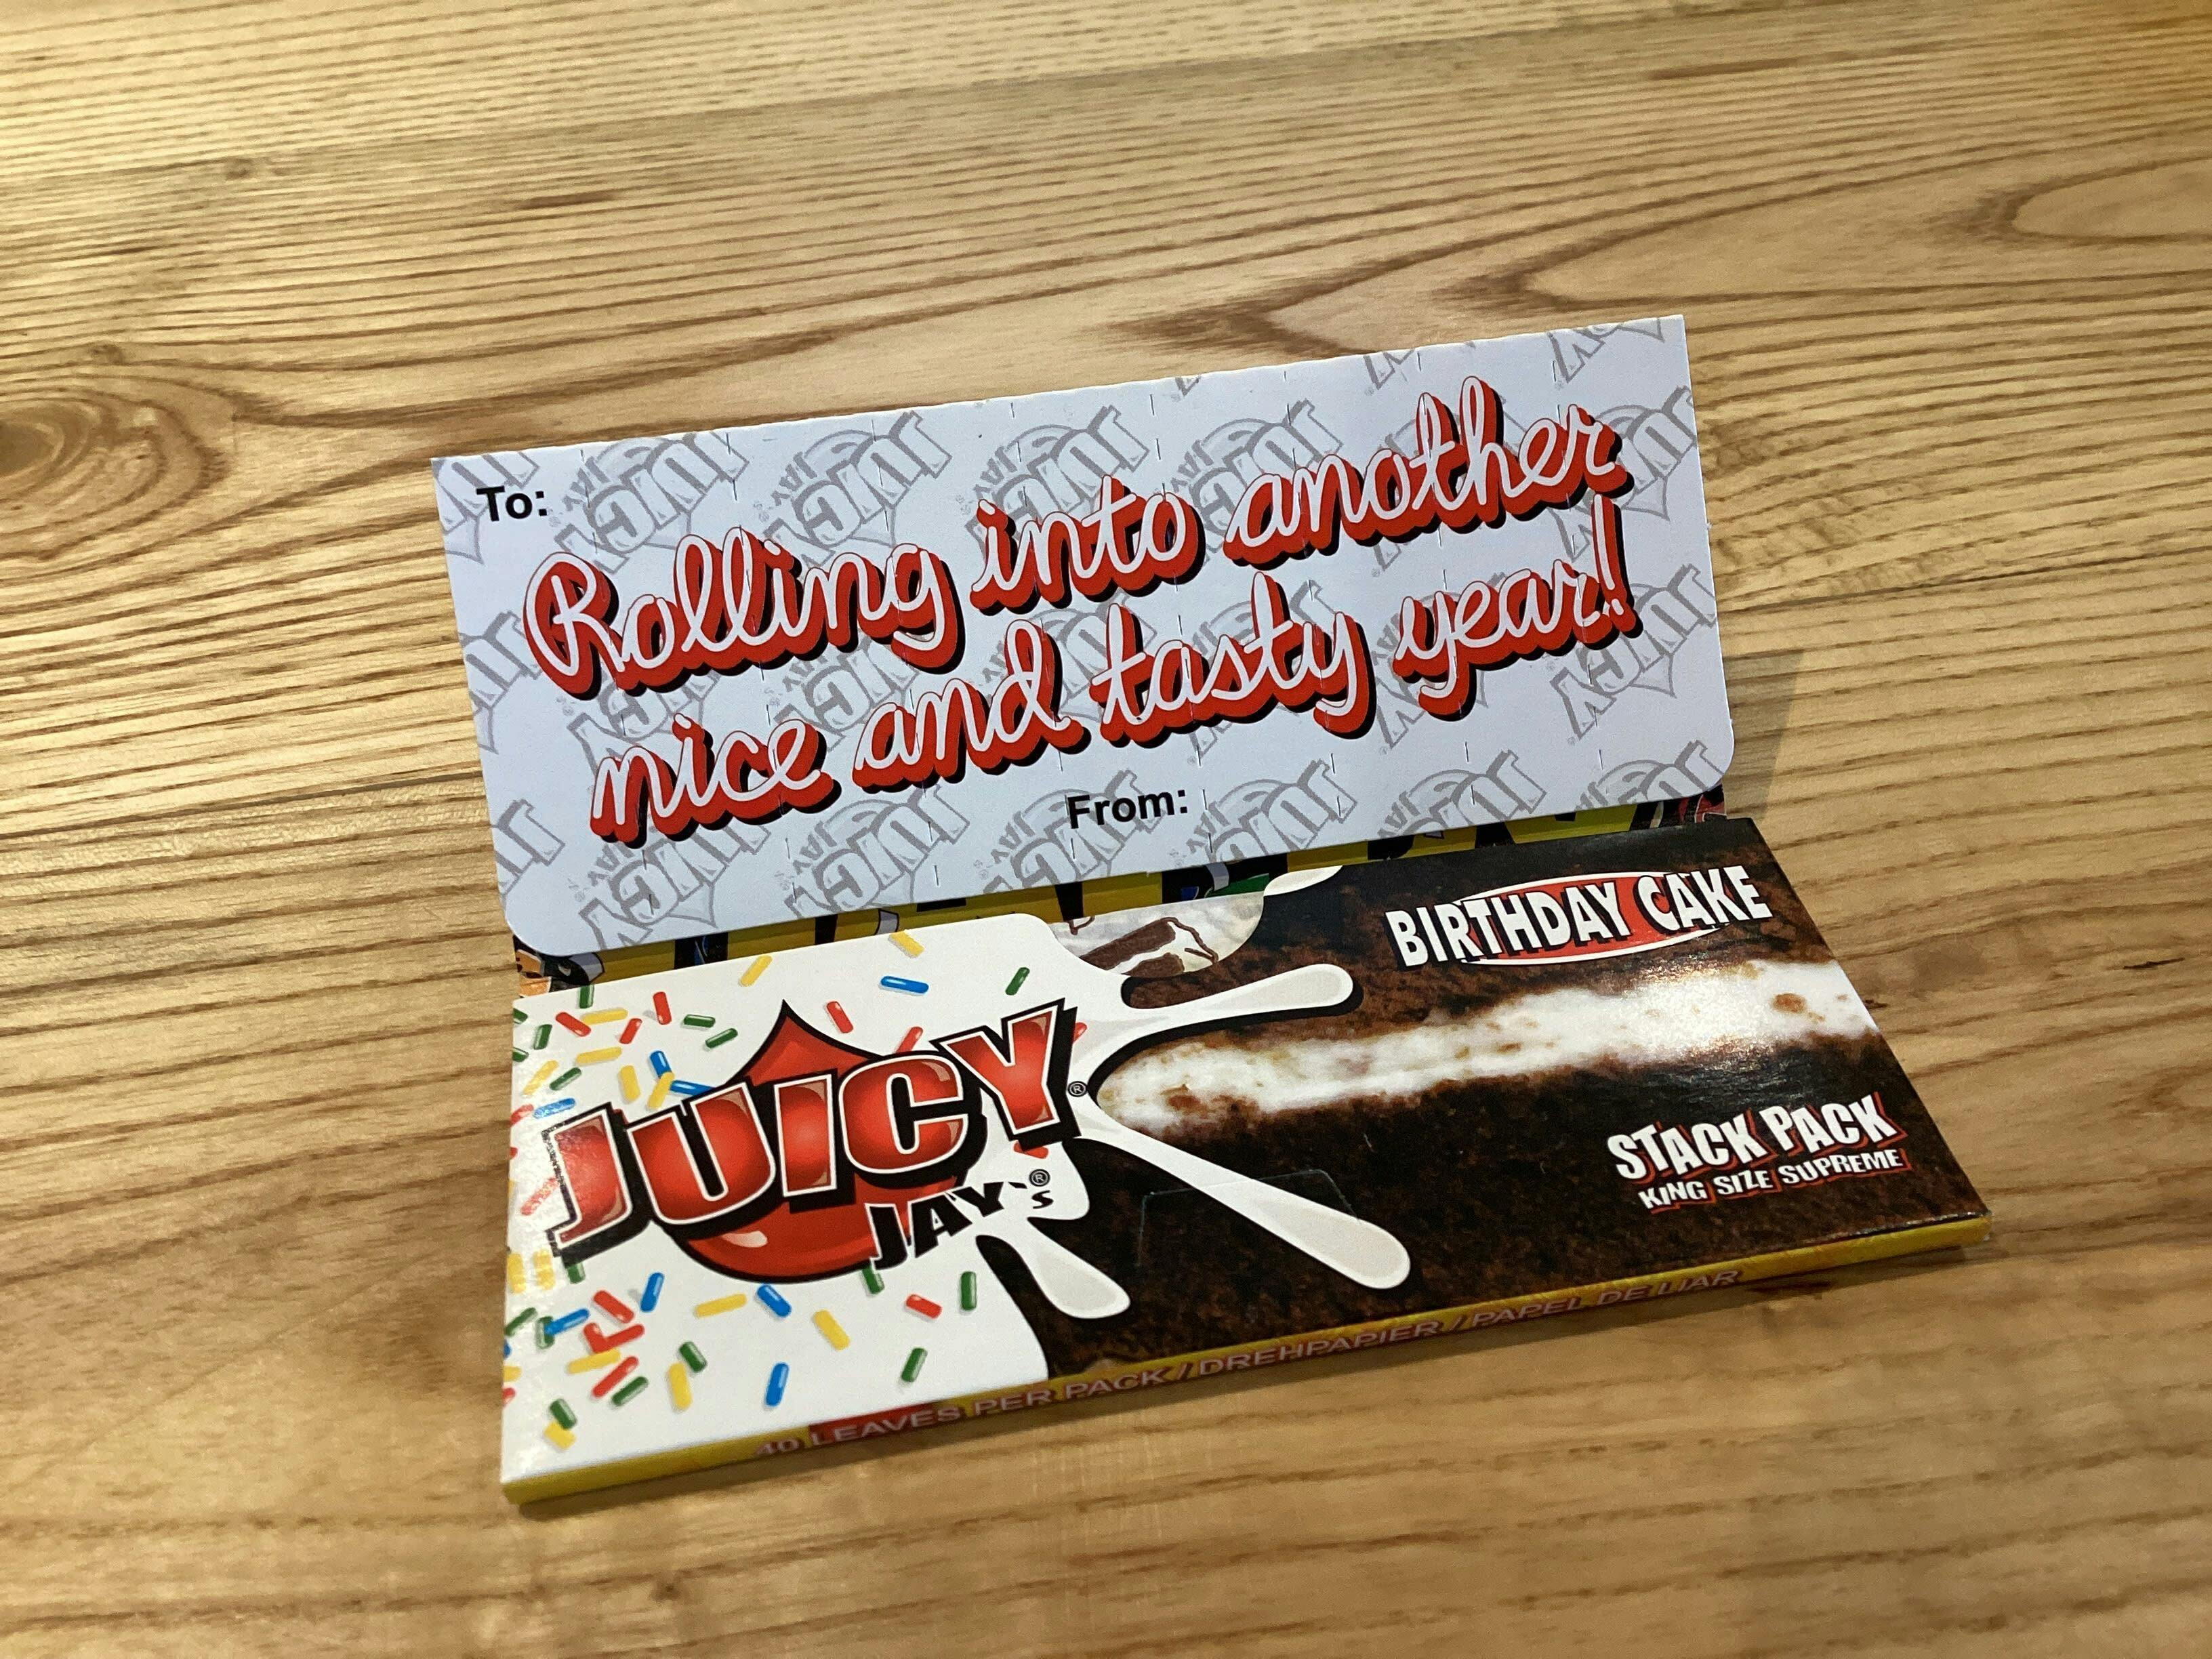 To:
Rolling into another
nice and tasty year!
From:
BIRTHDAY CAKE
JUICY®
JAY's®
STACK PACK
KING SIZE SUPREME
40 LEAVES PER PACK / DREHPAPIER / PAPEL DE LIAR